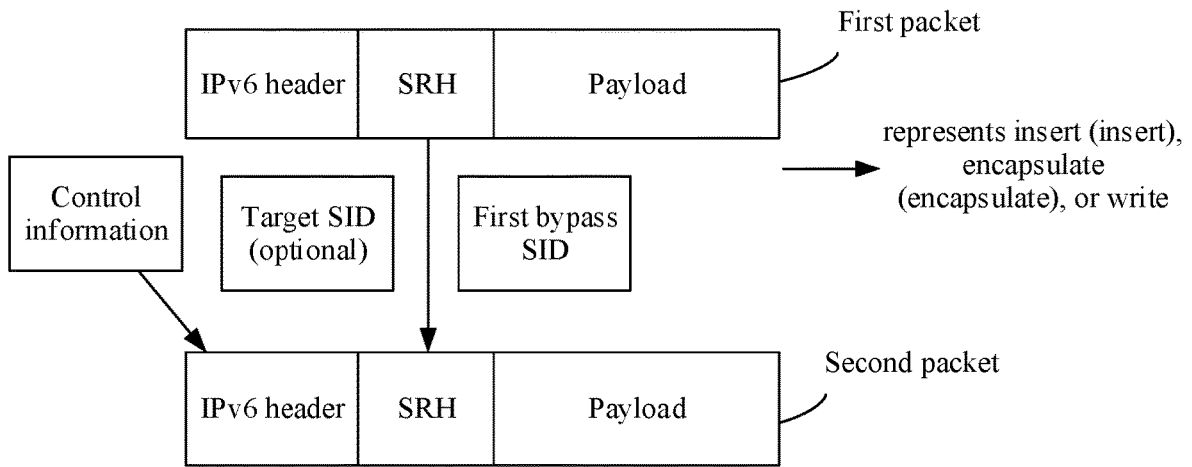 First packet
IPv6 header
SRH
Payload
represents insert (insert),
encapsulate
(encapsulate), or write
Control
information
Target SID
(optional)
First bypass
SID
Second packet
IPv6 header
SRH
Payload